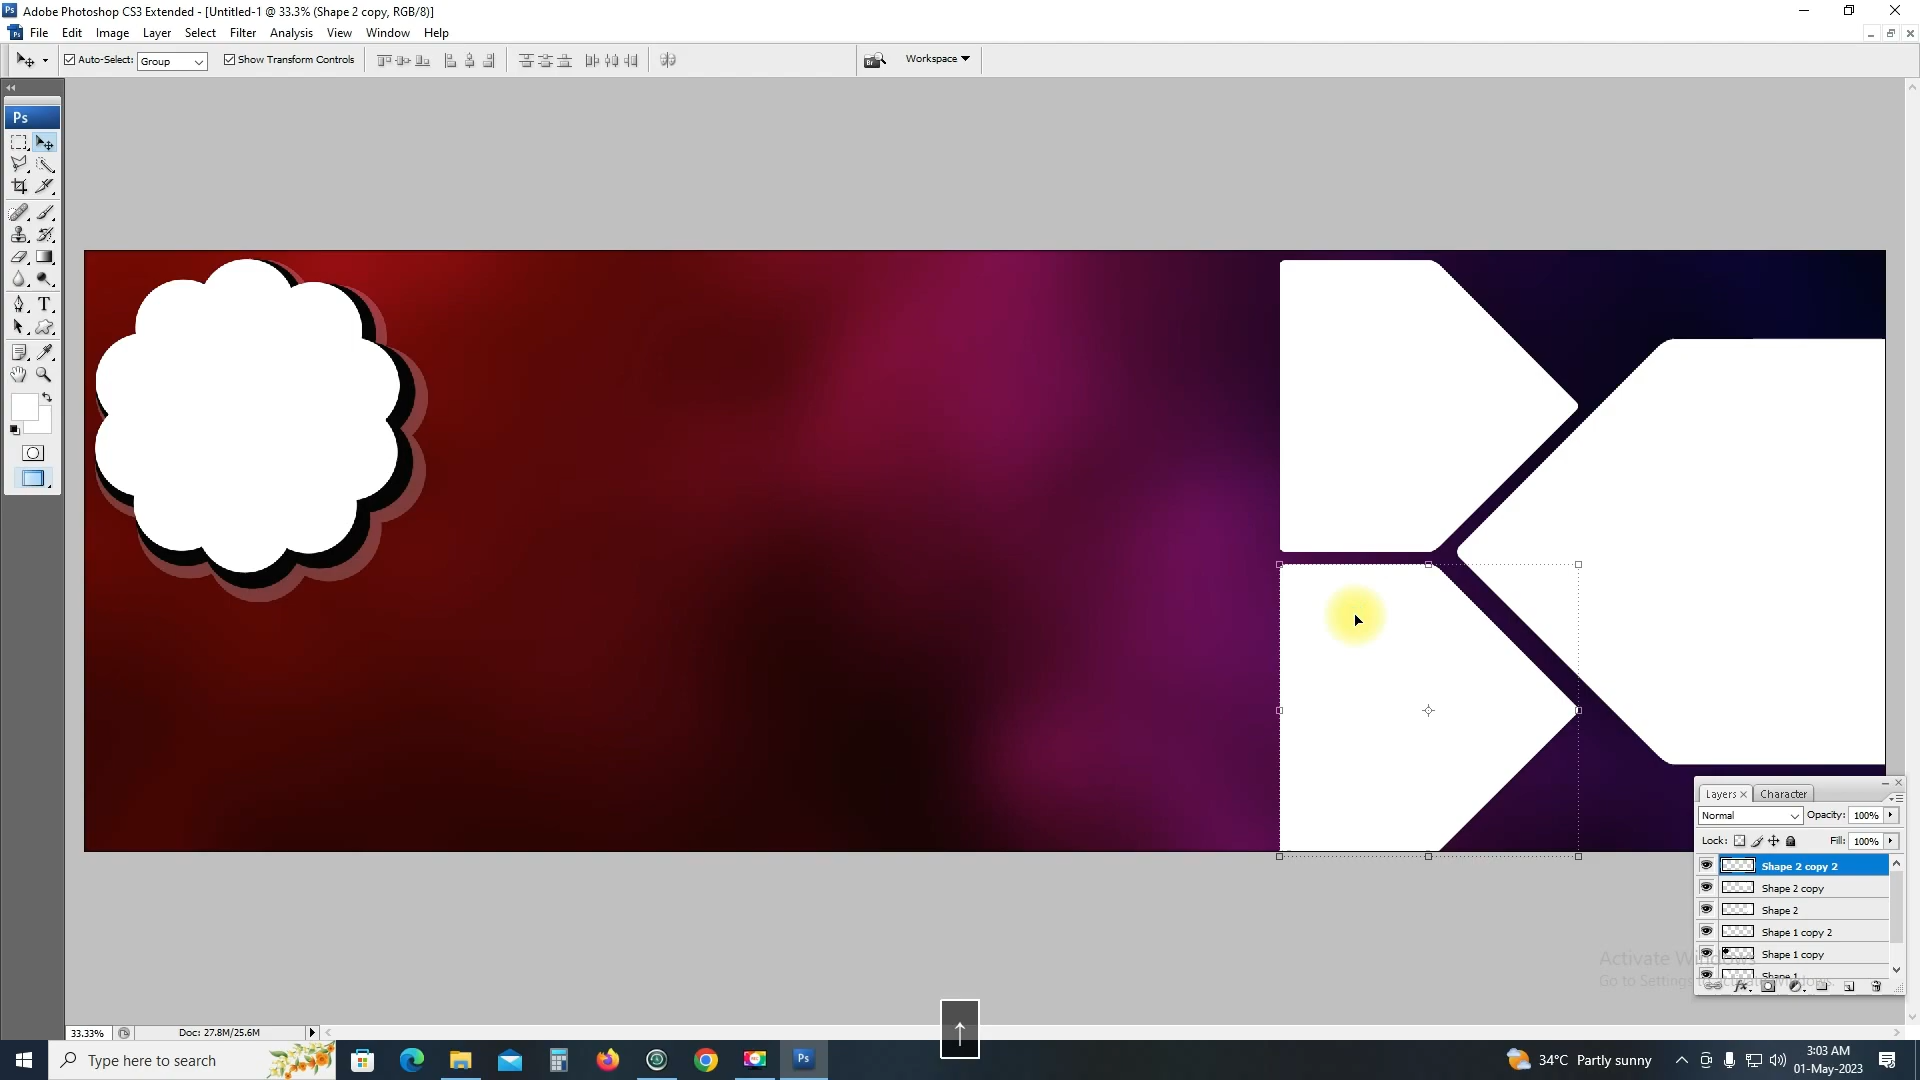 Ps Adobe Photoshop CS3 Extended - [Untitled-1 @ 33.3% (Shape 2 copy, RGB/8)]
File Edit Image Layer Select Filter Analysis View Window Help
Auto-Select: Group Show Transform Controls Workspace
Ps
T
Layers Character
Normal Opacity: 100%
Lock: Fill: 100%
Shape 2 copy 2
Shape 2 copy
Shape 2
Shape 1 copy 2
Shape 1 copy
Shape 1
Activate Windows
Go to Settings to activate Windows.
33.33% Doc: 27.8M/25.6M
↑
Type here to search
Ps
34°C Partly sunny
3:03 AM
01-May-2023